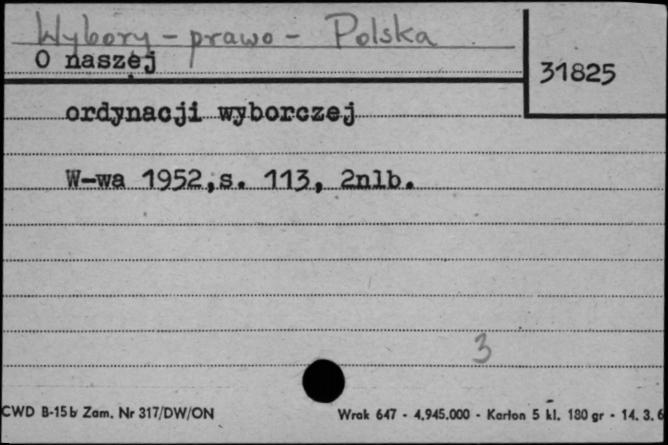 Wybory - prawo - Polska
O naszej
31825
ordynacji wyborczej
W-wa 1952,s. 113, 2nlb.
3
CWD B-15b Zam. Nr 317/DW/ON
Wrak 647 - 4,945.000 - Karton 5 kl. 180 gr - 14. 3. 6